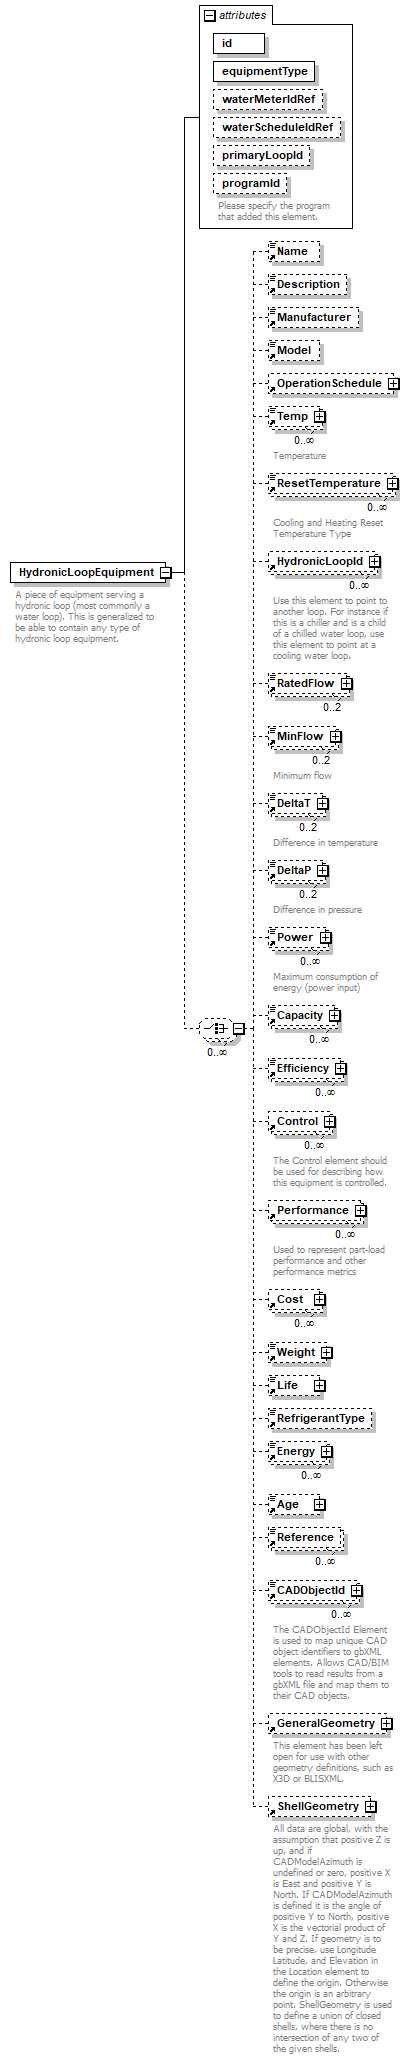 attributes
id
equipmentType
waterMeterIdRef
waterScheduleIdRef
primaryLoopId
programId
Please specify the program
that added this element.
HydronicLoopEquipment
A piece of equipment serving a
hydronic loop (most commonly a
water loop). This is generalized to
be able to contain any type of
hydronic loop equipment.
0..∞
Name
Description
Manufacturer
Model
OperationSchedule
Temp
0..∞
Temperature
ResetTemperature
0..∞
Cooling and Heating Reset
Temperature Type
HydronicLoopId
0..∞
Use this element to point to
another loop. For instance if
this is a chiller and is a child
of a chilled water loop, use
this element to point at a
cooling water loop.
RatedFlow
0..2
MinFlow
0..2
Minimum flow
DeltaT
0..2
Difference in temperature
DeltaP
0..2
Difference in pressure
Power
0..∞
Maximum consumption of
energy (power input)
Capacity
0..∞
Efficiency
0..∞
Control
0..∞
The Control element should
be used for describing how
this equipment is controlled.
Performance
0..∞
Used to represent part-load
performance and other
performance metrics
Cost
0..∞
Weight
Life
RefrigerantType
Energy
0..∞
Age
Reference
0..∞
CADObjectId
0..∞
The CADObjectId Element
is used to map unique CAD
object identifiers to gbXML
elements. Allows CAD/BIM
tools to read results from a
gbXML file and map them to
their CAD objects.
GeneralGeometry
This element has been left
open for use with other
geometry definitions, such as
X3D or BLISXML.
ShellGeometry
All data are global, with the
assumption that positive Z is
up, and if
CADModelAzimuth is
undefined or zero, positive X
is East and positive Y is
North. If CADModelAzimuth
is defined it is the angle of
positive Y to North, positive
X is the vectorial product of
Y and Z. If geometry is to
be precise, use Longitude
Latitude, and Elevation in
the Location element to
define the origin. Otherwise
the origin is an arbitrary
point. ShellGeometry is used
to define a union of closed
shells, where there is no
intersection of any two of
the given shells.